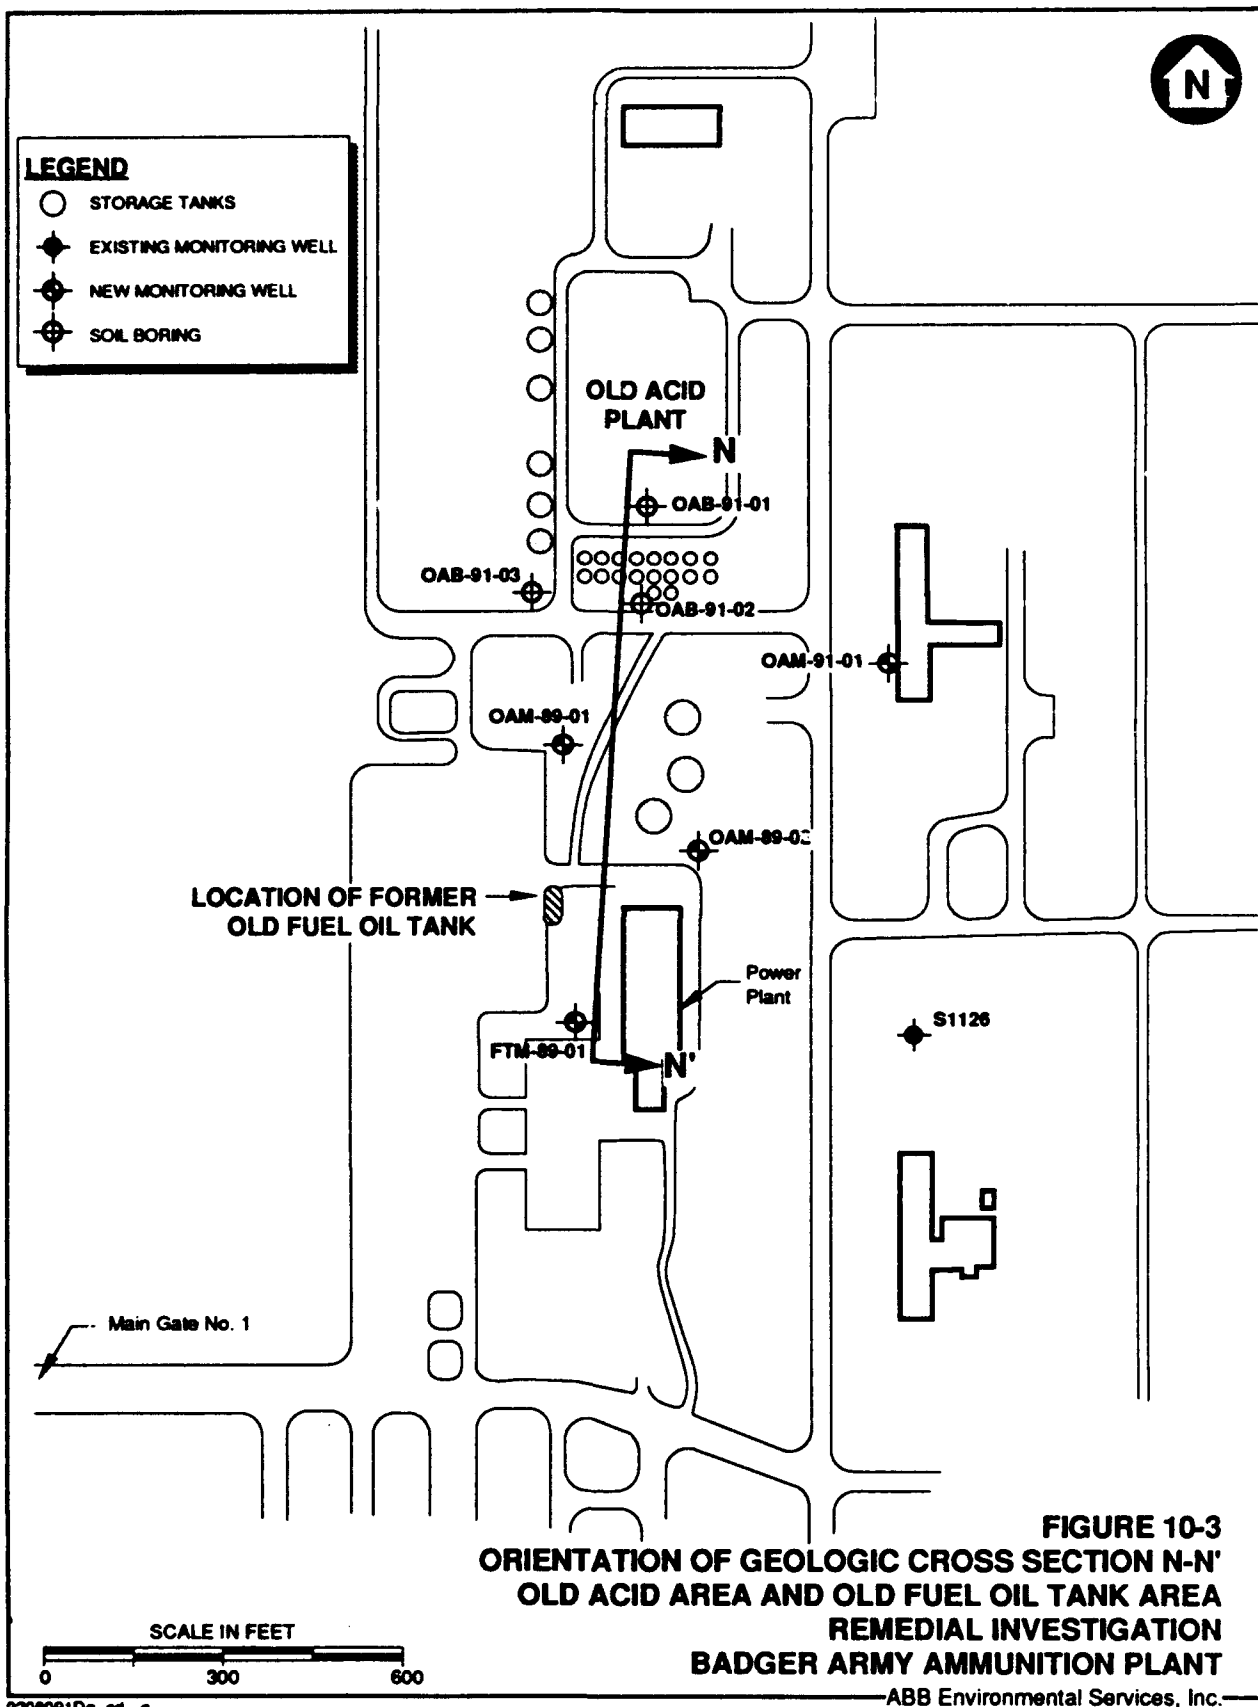 N
LEGEND
STORAGE TANKS
EXISTING MONITORING WELL
NEW MONITORING WELL
SOIL BORING
OLD ACID
PLANT
N
OAB-91-01
OAB-91-03
OAB-91-02
OAM-91-01
OAM-89-01
OAM-89-02
LOCATION OF FORMER
OLD FUEL OIL TANK
Power
Plant
S1126
FTM-89-01
N'
Main Gate No. 1
FIGURE 10-3
ORIENTATION OF GEOLOGIC CROSS SECTION N-N'
OLD ACID AREA AND OLD FUEL OIL TANK AREA
REMEDIAL INVESTIGATION
BADGER ARMY AMMUNITION PLANT
SCALE IN FEET
0 300 600
ABB Environmental Services, Inc.